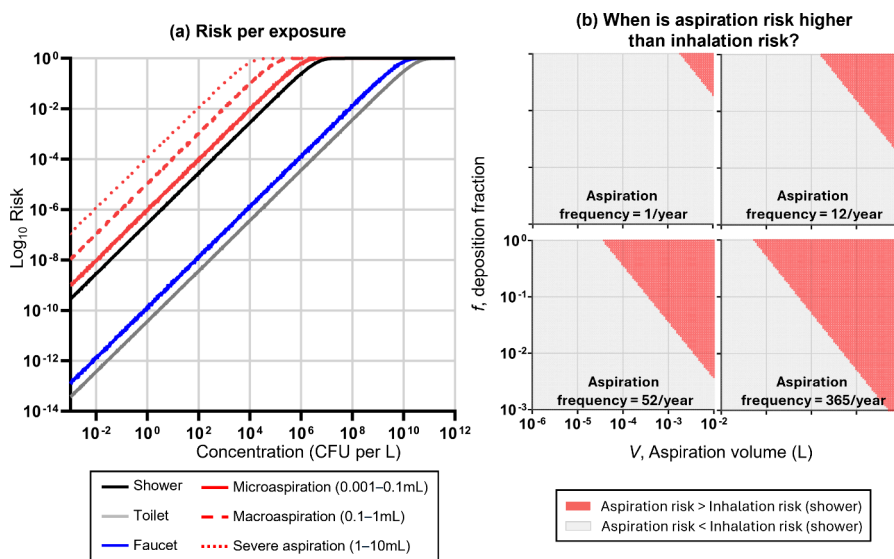 (a) Risk per exposure
Log10 Risk
10^0
10^-2
10^-4
10^-6
10^-8
10^-10
10^-12
10^-14
10^-2
10^0
10^2
10^4
10^6
10^8
10^10
10^12
Concentration (CFU per L)
Shower
Toilet
Faucet
Microaspiration (0.001–0.1mL)
Macroaspiration (0.1–1mL)
Severe aspiration (1–10mL)
(b) When is aspiration risk higher
than inhalation risk?
Aspiration
frequency = 1/year
Aspiration
frequency = 12/year
f, deposition fraction
10^0
10^-1
10^-2
10^-3
Aspiration
frequency = 52/year
Aspiration
frequency = 365/year
10^-6
10^-5
10^-4
10^-3
10^-2
V, Aspiration volume (L)
Aspiration risk > Inhalation risk (shower)
Aspiration risk < Inhalation risk (shower)